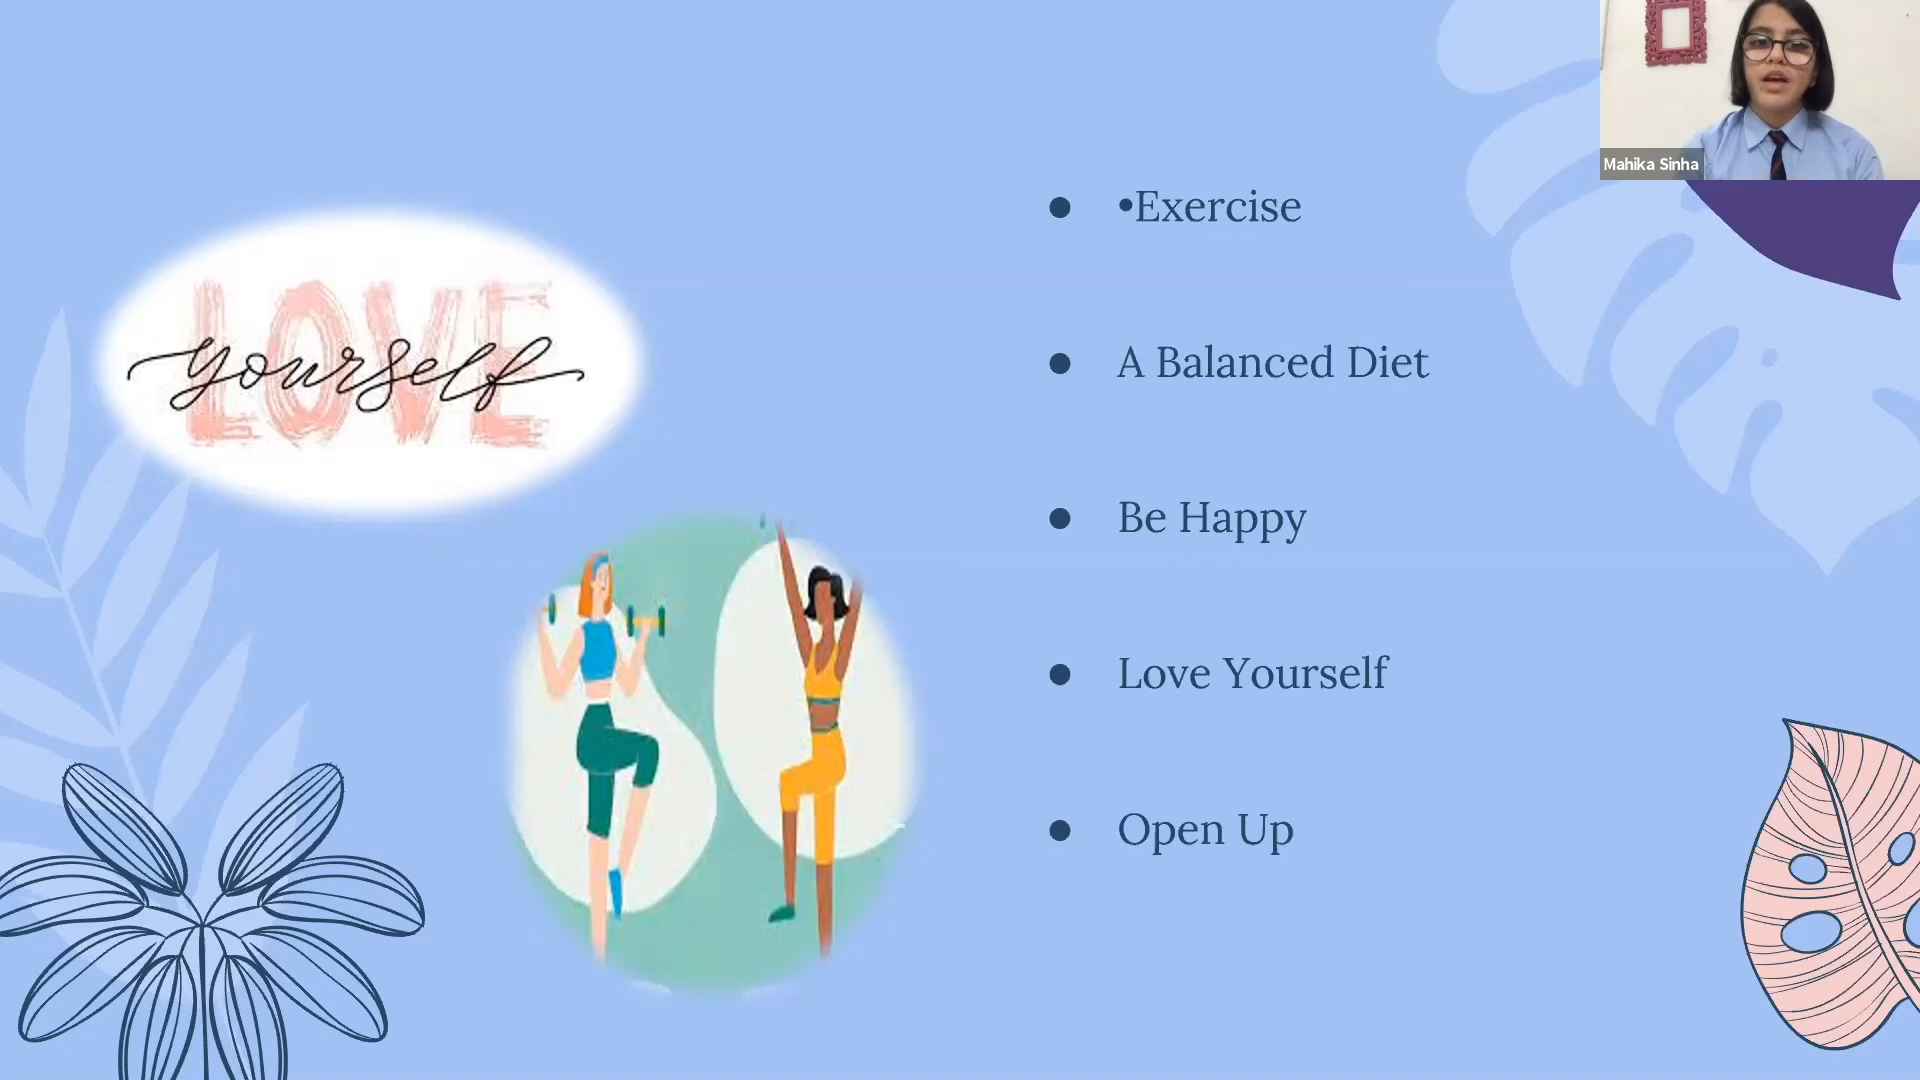 Mahika Sinha
LOVE
yourself
• •Exercise
• A Balanced Diet
• Be Happy
• Love Yourself
• Open Up